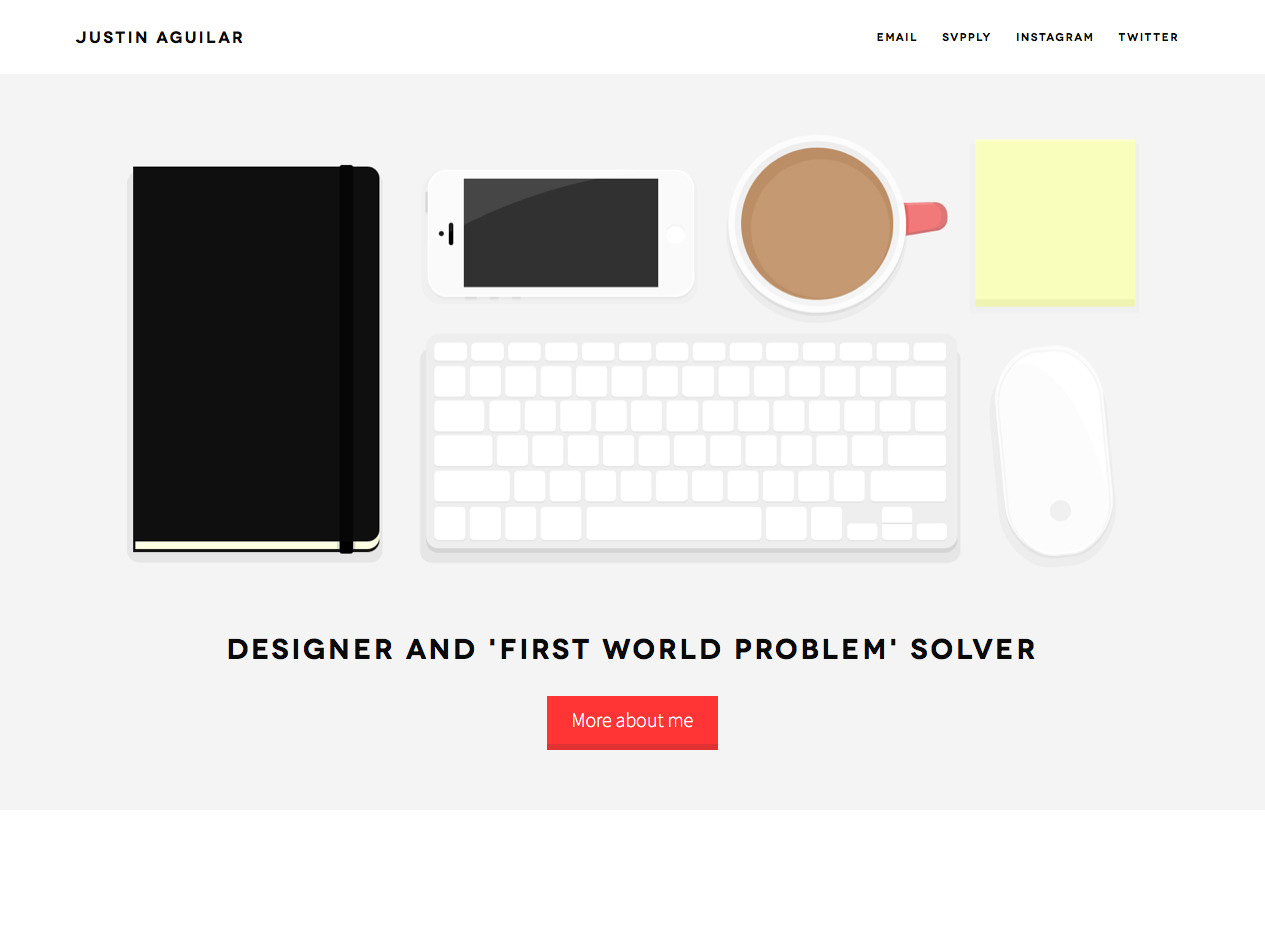 JUSTIN AGUILAR
EMAIL SVPPLY INSTAGRAM TWITTER
DESIGNER AND 'FIRST WORLD PROBLEM' SOLVER
More about me